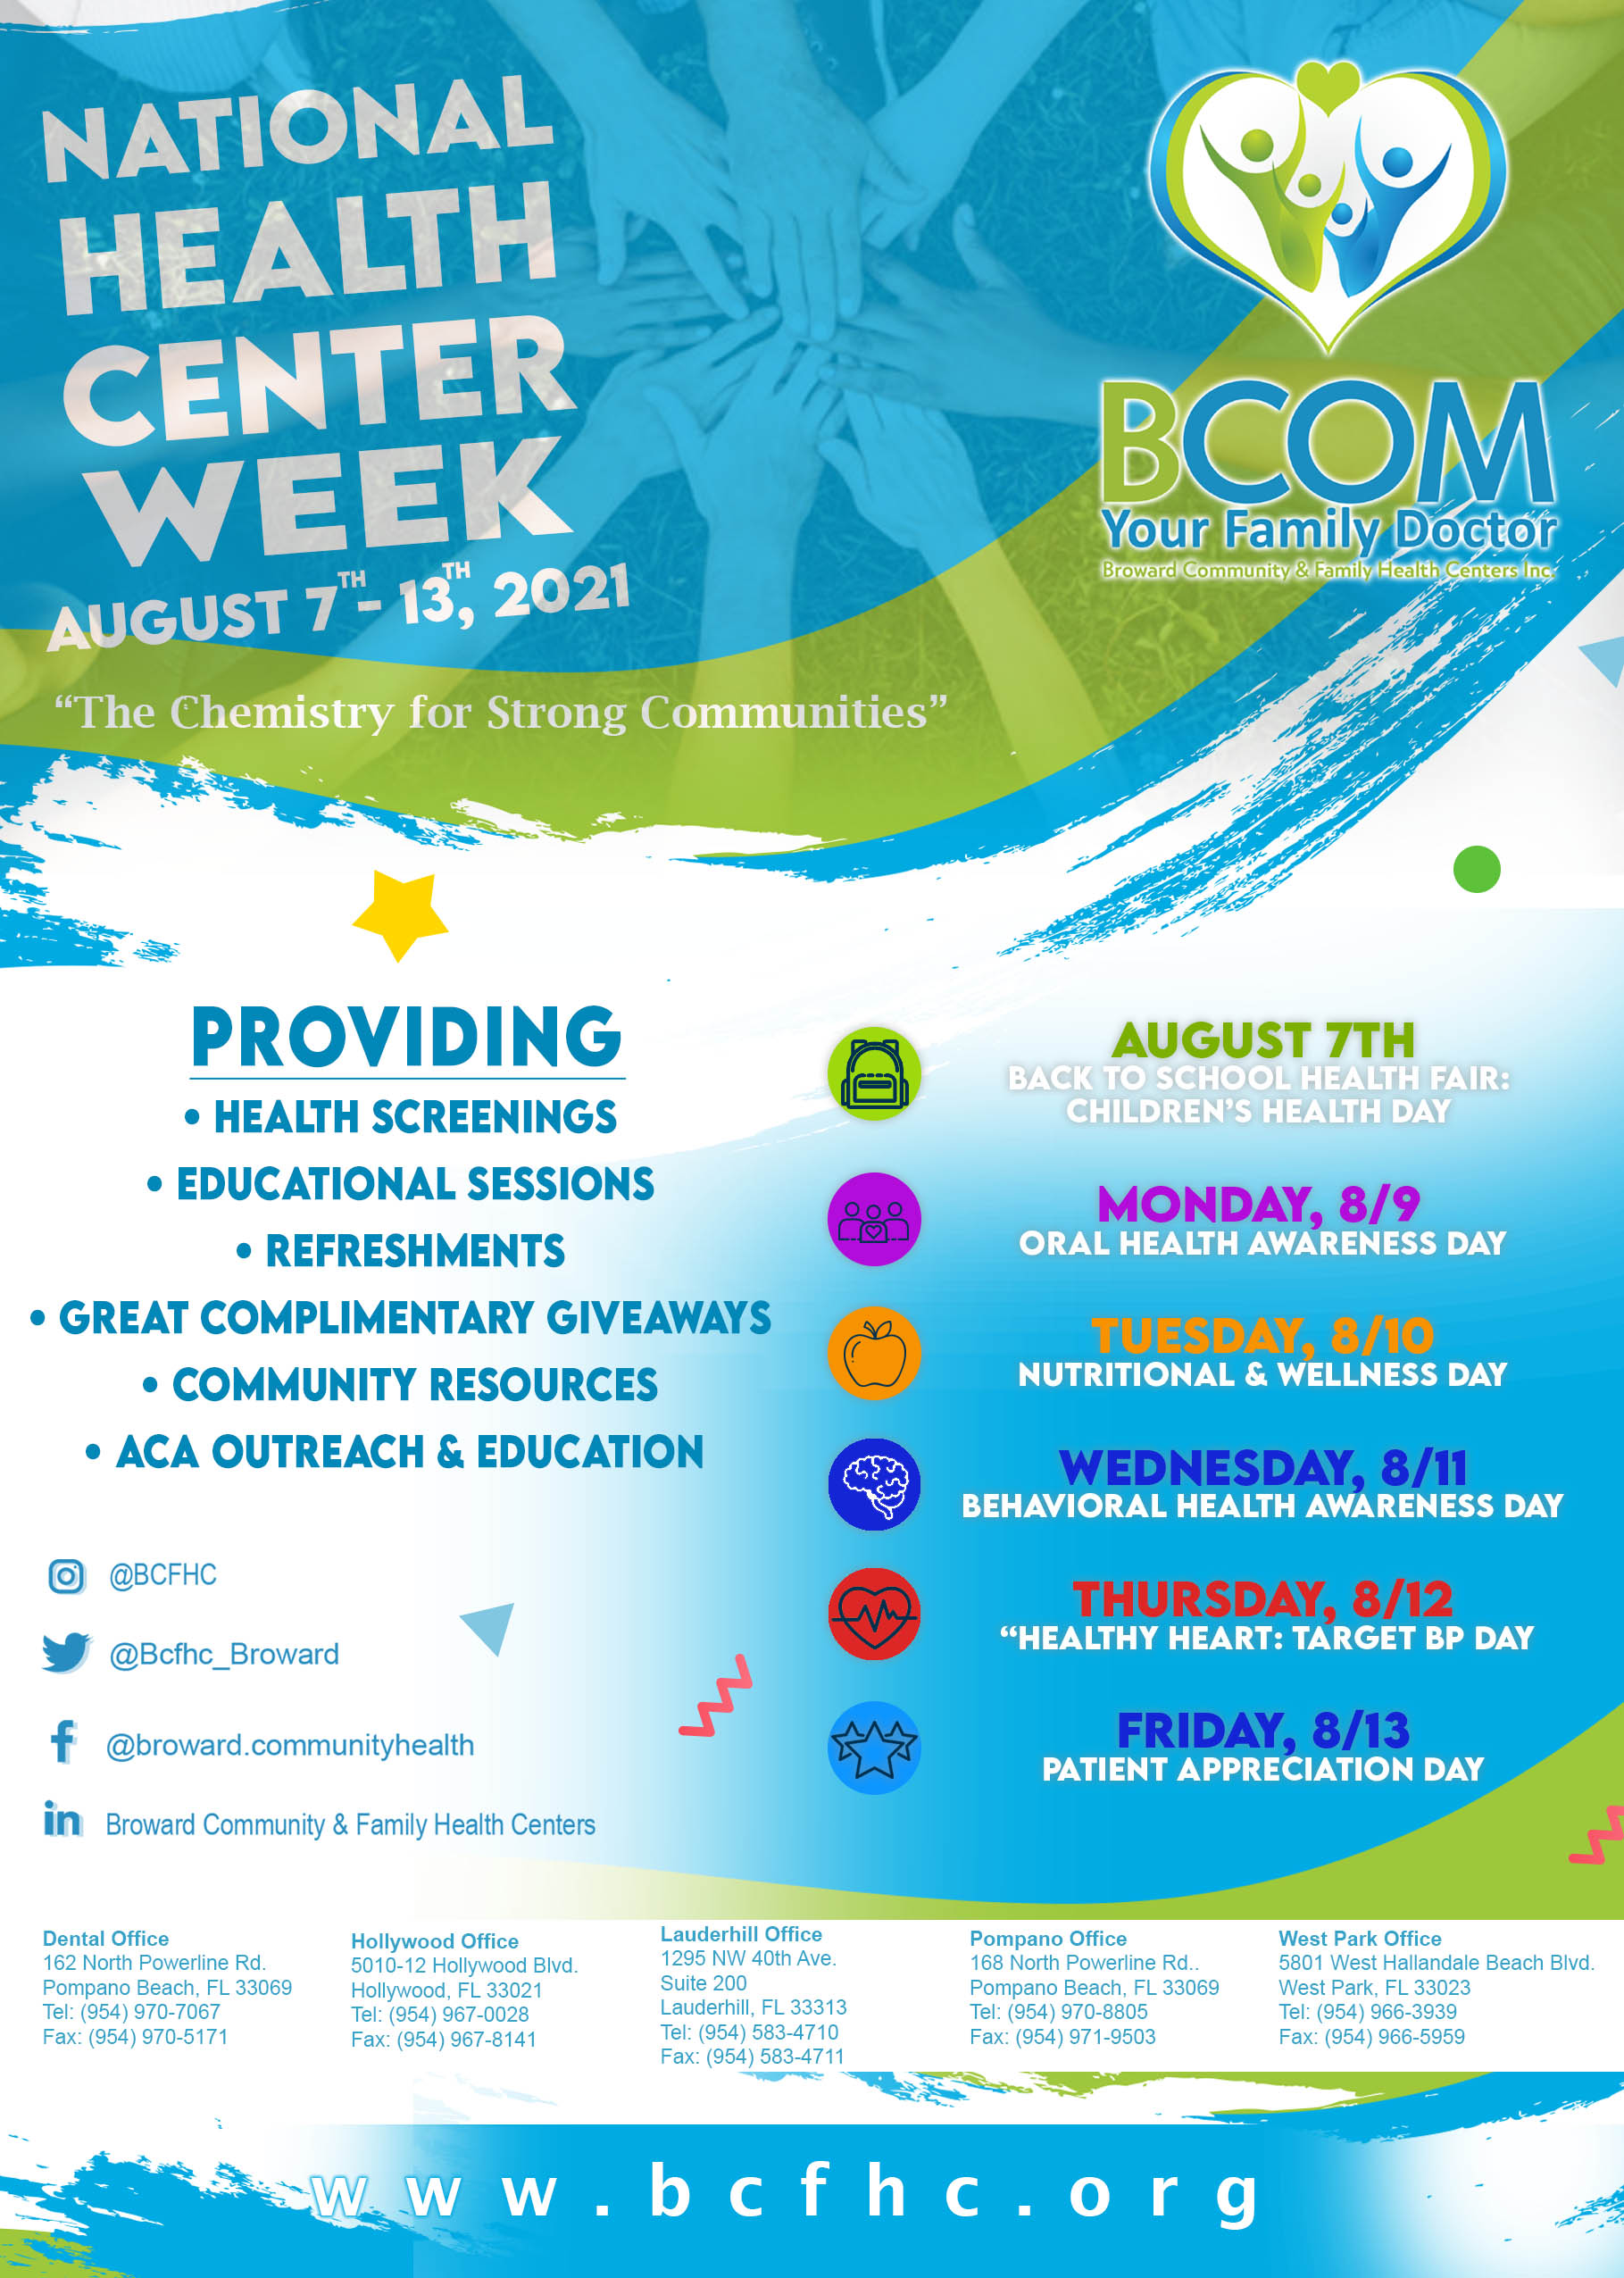 NATIONAL
HEALTH
CENTER
WEEK
AUGUST 7TH - 13TH, 2021
“The Chemistry for Strong Communities”
BCOM
Your Family Doctor
Broward Community & Family Health Centers Inc.
PROVIDING
• HEALTH SCREENINGS
• EDUCATIONAL SESSIONS
• REFRESHMENTS
• GREAT COMPLIMENTARY GIVEAWAYS
• COMMUNITY RESOURCES
• ACA OUTREACH & EDUCATION
AUGUST 7TH
BACK TO SCHOOL HEALTH FAIR:
CHILDREN’S HEALTH DAY
MONDAY, 8/9
ORAL HEALTH AWARENESS DAY
TUESDAY, 8/10
NUTRITIONAL & WELLNESS DAY
WEDNESDAY, 8/11
BEHAVIORAL HEALTH AWARENESS DAY
THURSDAY, 8/12
“HEALTHY HEART: TARGET BP DAY
FRIDAY, 8/13
PATIENT APPRECIATION DAY
@BCFHC
@Bcfhc_Broward
@broward.communityhealth
Broward Community & Family Health Centers
Dental Office
162 North Powerline Rd.
Pompano Beach, FL 33069
Tel: (954) 970-7067
Fax: (954) 970-5171
Hollywood Office
5010-12 Hollywood Blvd.
Hollywood, FL 33021
Tel: (954) 967-0028
Fax: (954) 967-8141
Lauderhill Office
1295 NW 40th Ave.
Suite 200
Lauderhill, FL 33313
Tel: (954) 583-4710
Fax: (954) 583-4711
Pompano Office
168 North Powerline Rd..
Pompano Beach, FL 33069
Tel: (954) 970-8805
Fax: (954) 971-9503
West Park Office
5801 West Hallandale Beach Blvd.
West Park, FL 33023
Tel: (954) 966-3939
Fax: (954) 966-5959
www.bcfhc.org